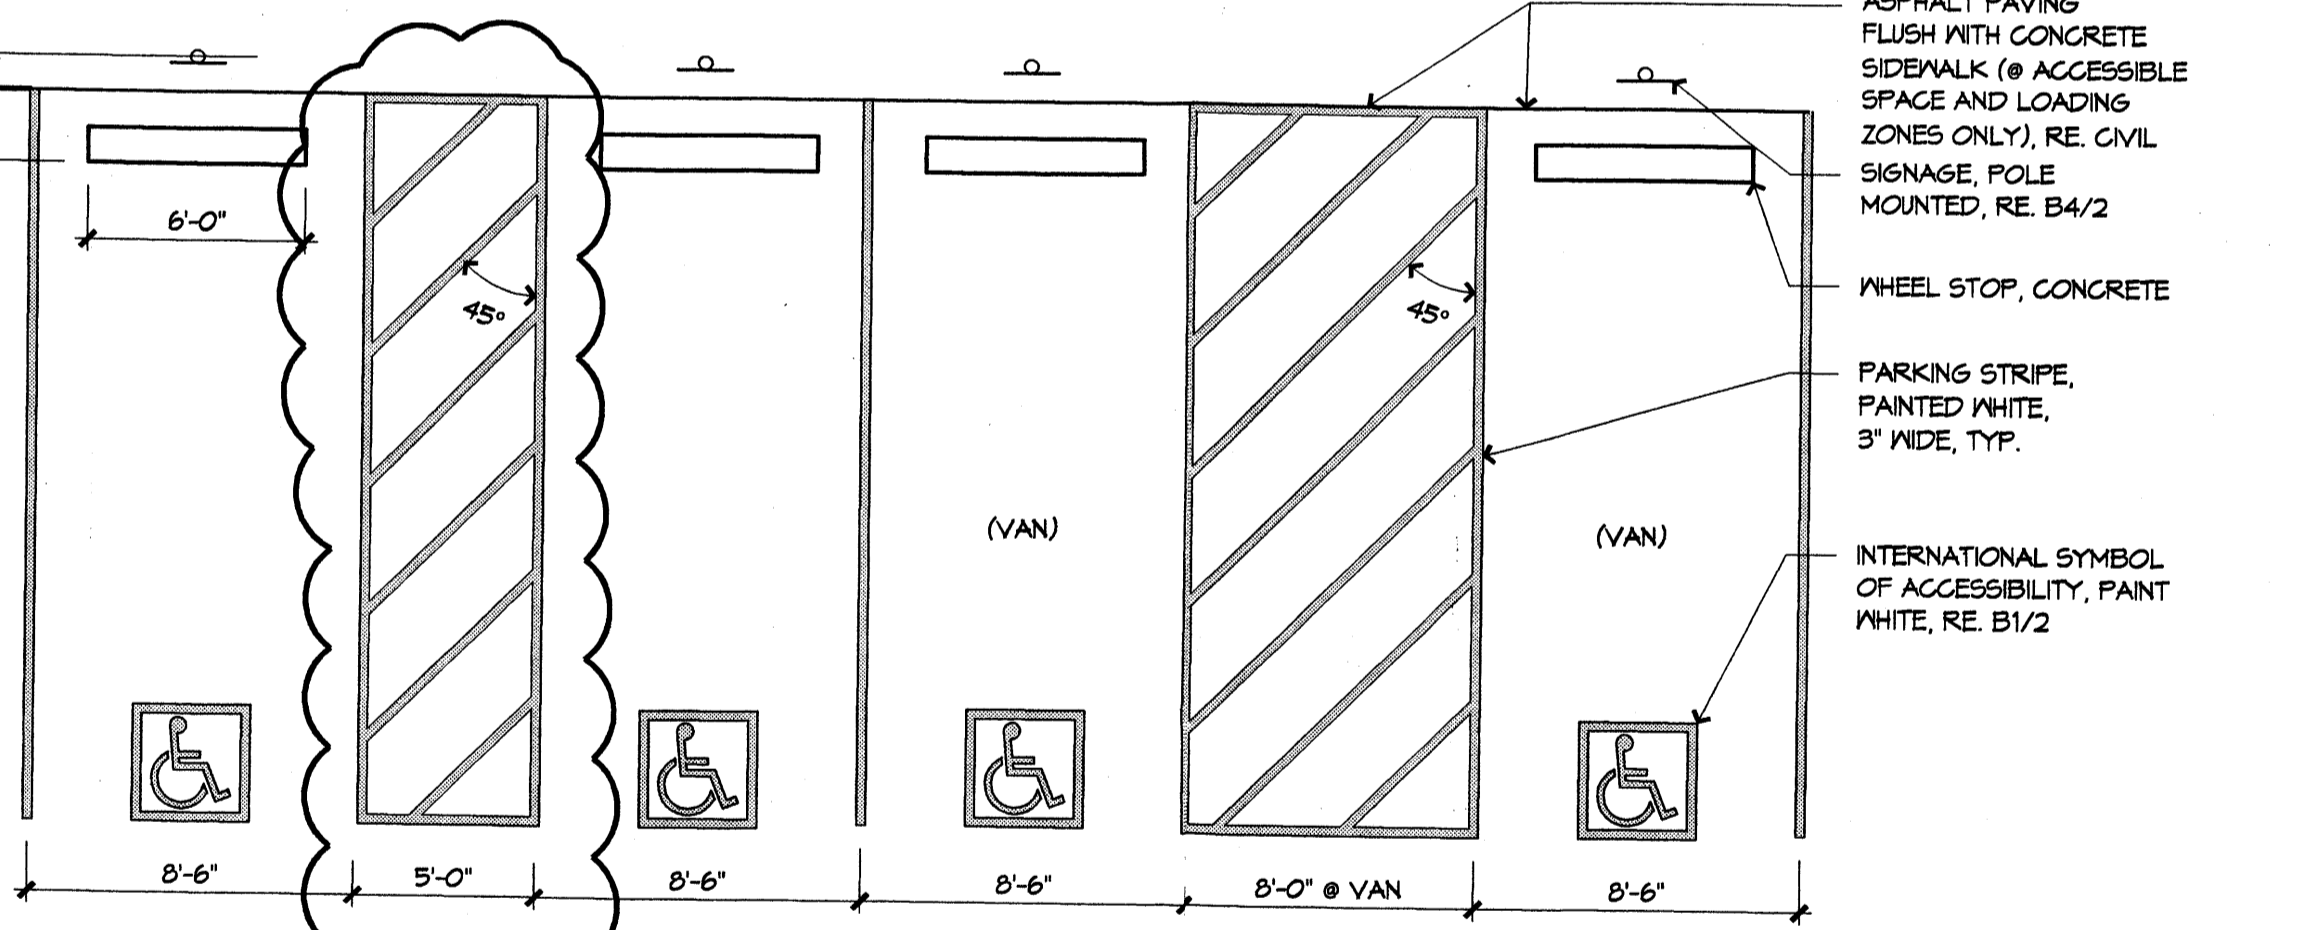 ASPHALT PAVING
FLUSH WITH CONCRETE
SIDEWALK (@ ACCESSIBLE
SPACE AND LOADING
ZONES ONLY), RE. CIVIL
SIGNAGE, POLE
MOUNTED, RE. B4/2
6'-0"
WHEEL STOP, CONCRETE
45°
45°
PARKING STRIPE,
PAINTED WHITE,
3" WIDE, TYP.
(VAN)
(VAN)
INTERNATIONAL SYMBOL
OF ACCESSIBILITY, PAINT
WHITE, RE. B1/2
8'-6"
5'-0"
8'-6"
8'-6"
8'-0" @ VAN
8'-6"